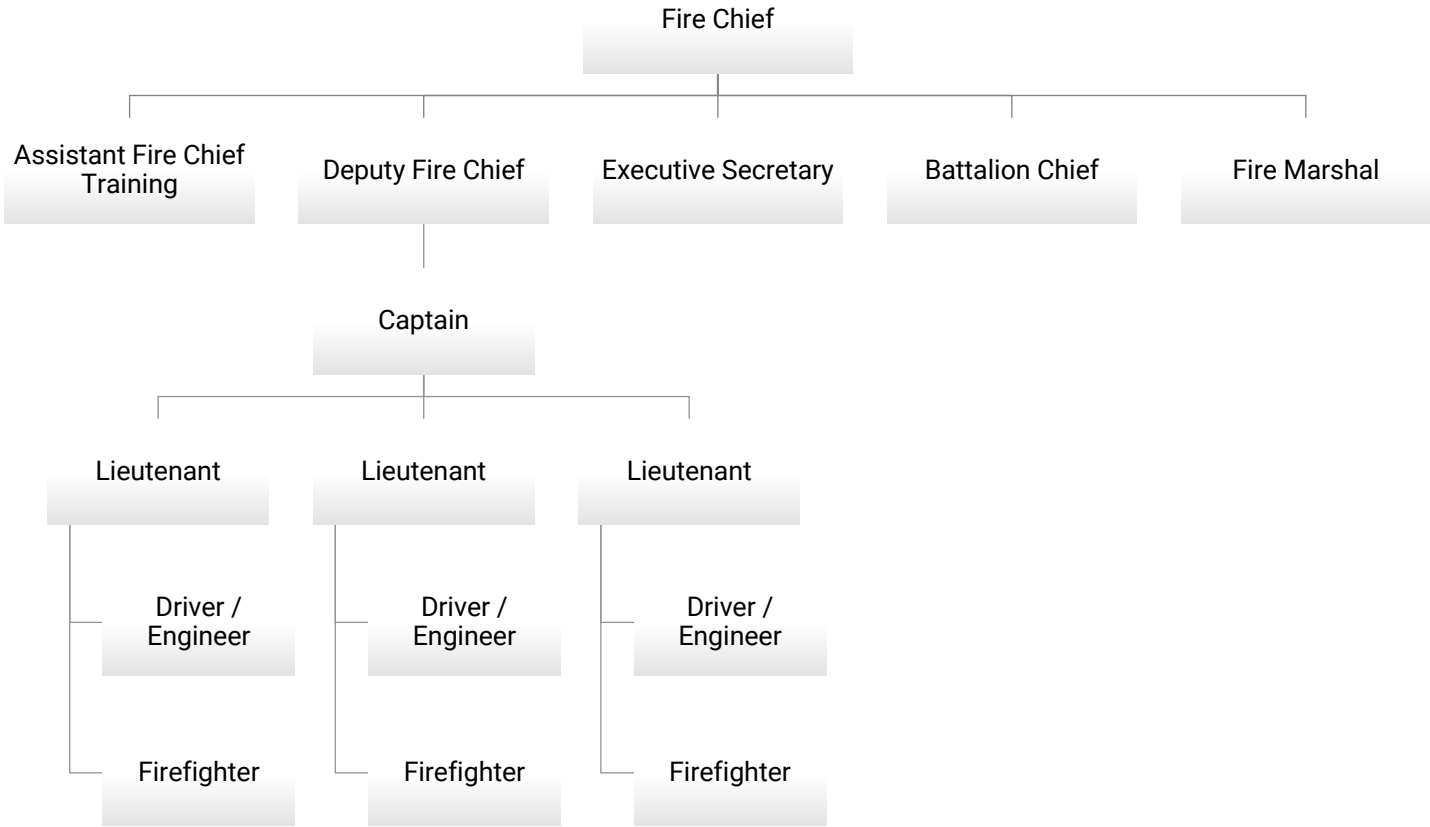 Fire Chief
Assistant Fire Chief
Training
Deputy Fire Chief
Executive Secretary
Battalion Chief
Fire Marshal
Captain
Lieutenant
Lieutenant
Lieutenant
Driver /
Engineer
Driver /
Engineer
Driver /
Engineer
Firefighter
Firefighter
Firefighter